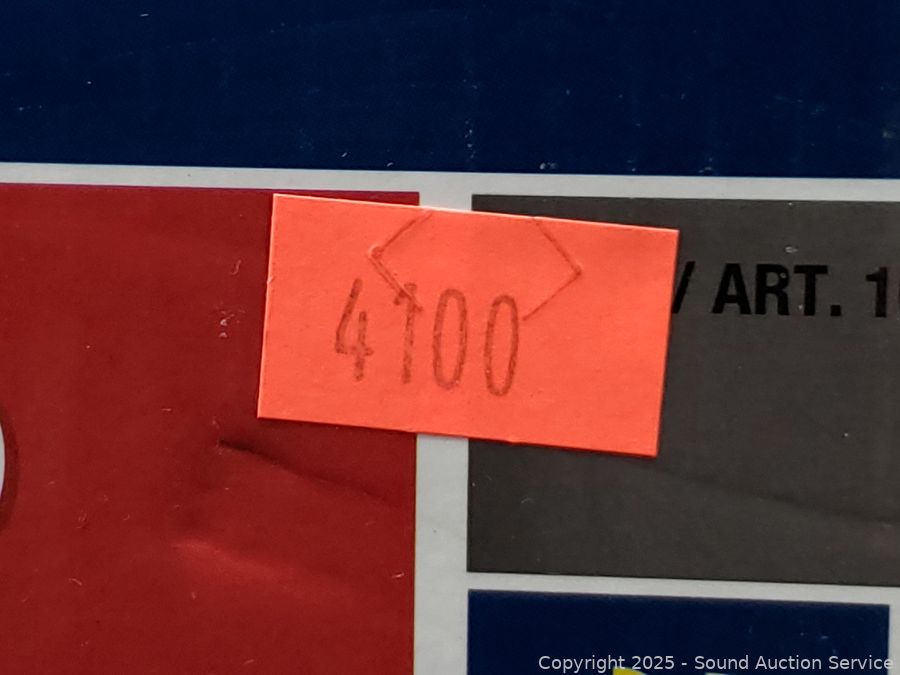 / ART. 1
4100
Copyright 2025 - Sound Auction Service